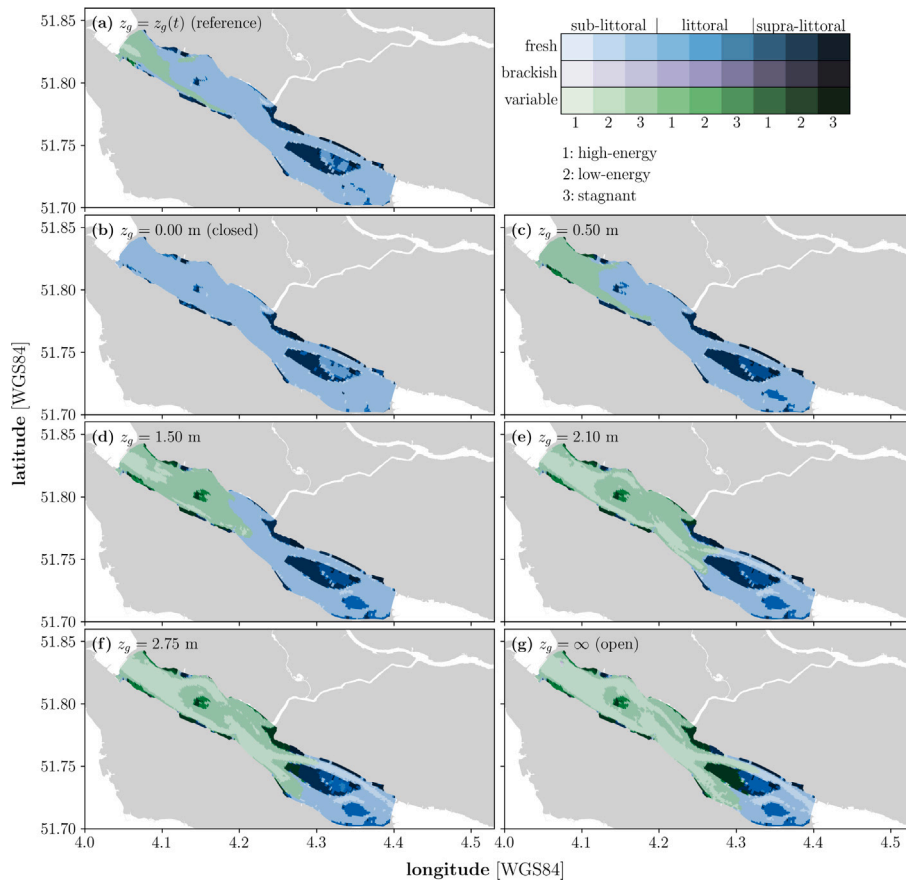 (a) z_g = z_g(t) (reference)
sub-littoral | littoral | supra-littoral
fresh
brackish
variable
1 2 3 1 2 3 1 2 3
1: high-energy
2: low-energy
3: stagnant
51.85
51.80
51.75
51.70
(b) z_g = 0.00 m (closed)
(c) z_g = 0.50 m
51.85
51.80
51.75
51.70
(d) z_g = 1.50 m
(e) z_g = 2.10 m
51.85
51.80
51.75
51.70
(f) z_g = 2.75 m
(g) z_g = ∞ (open)
51.85
51.80
51.75
51.70
latitude [WGS84]
4.0 4.1 4.2 4.3 4.4 4.0 4.1 4.2 4.3 4.4 4.5
longitude [WGS84]